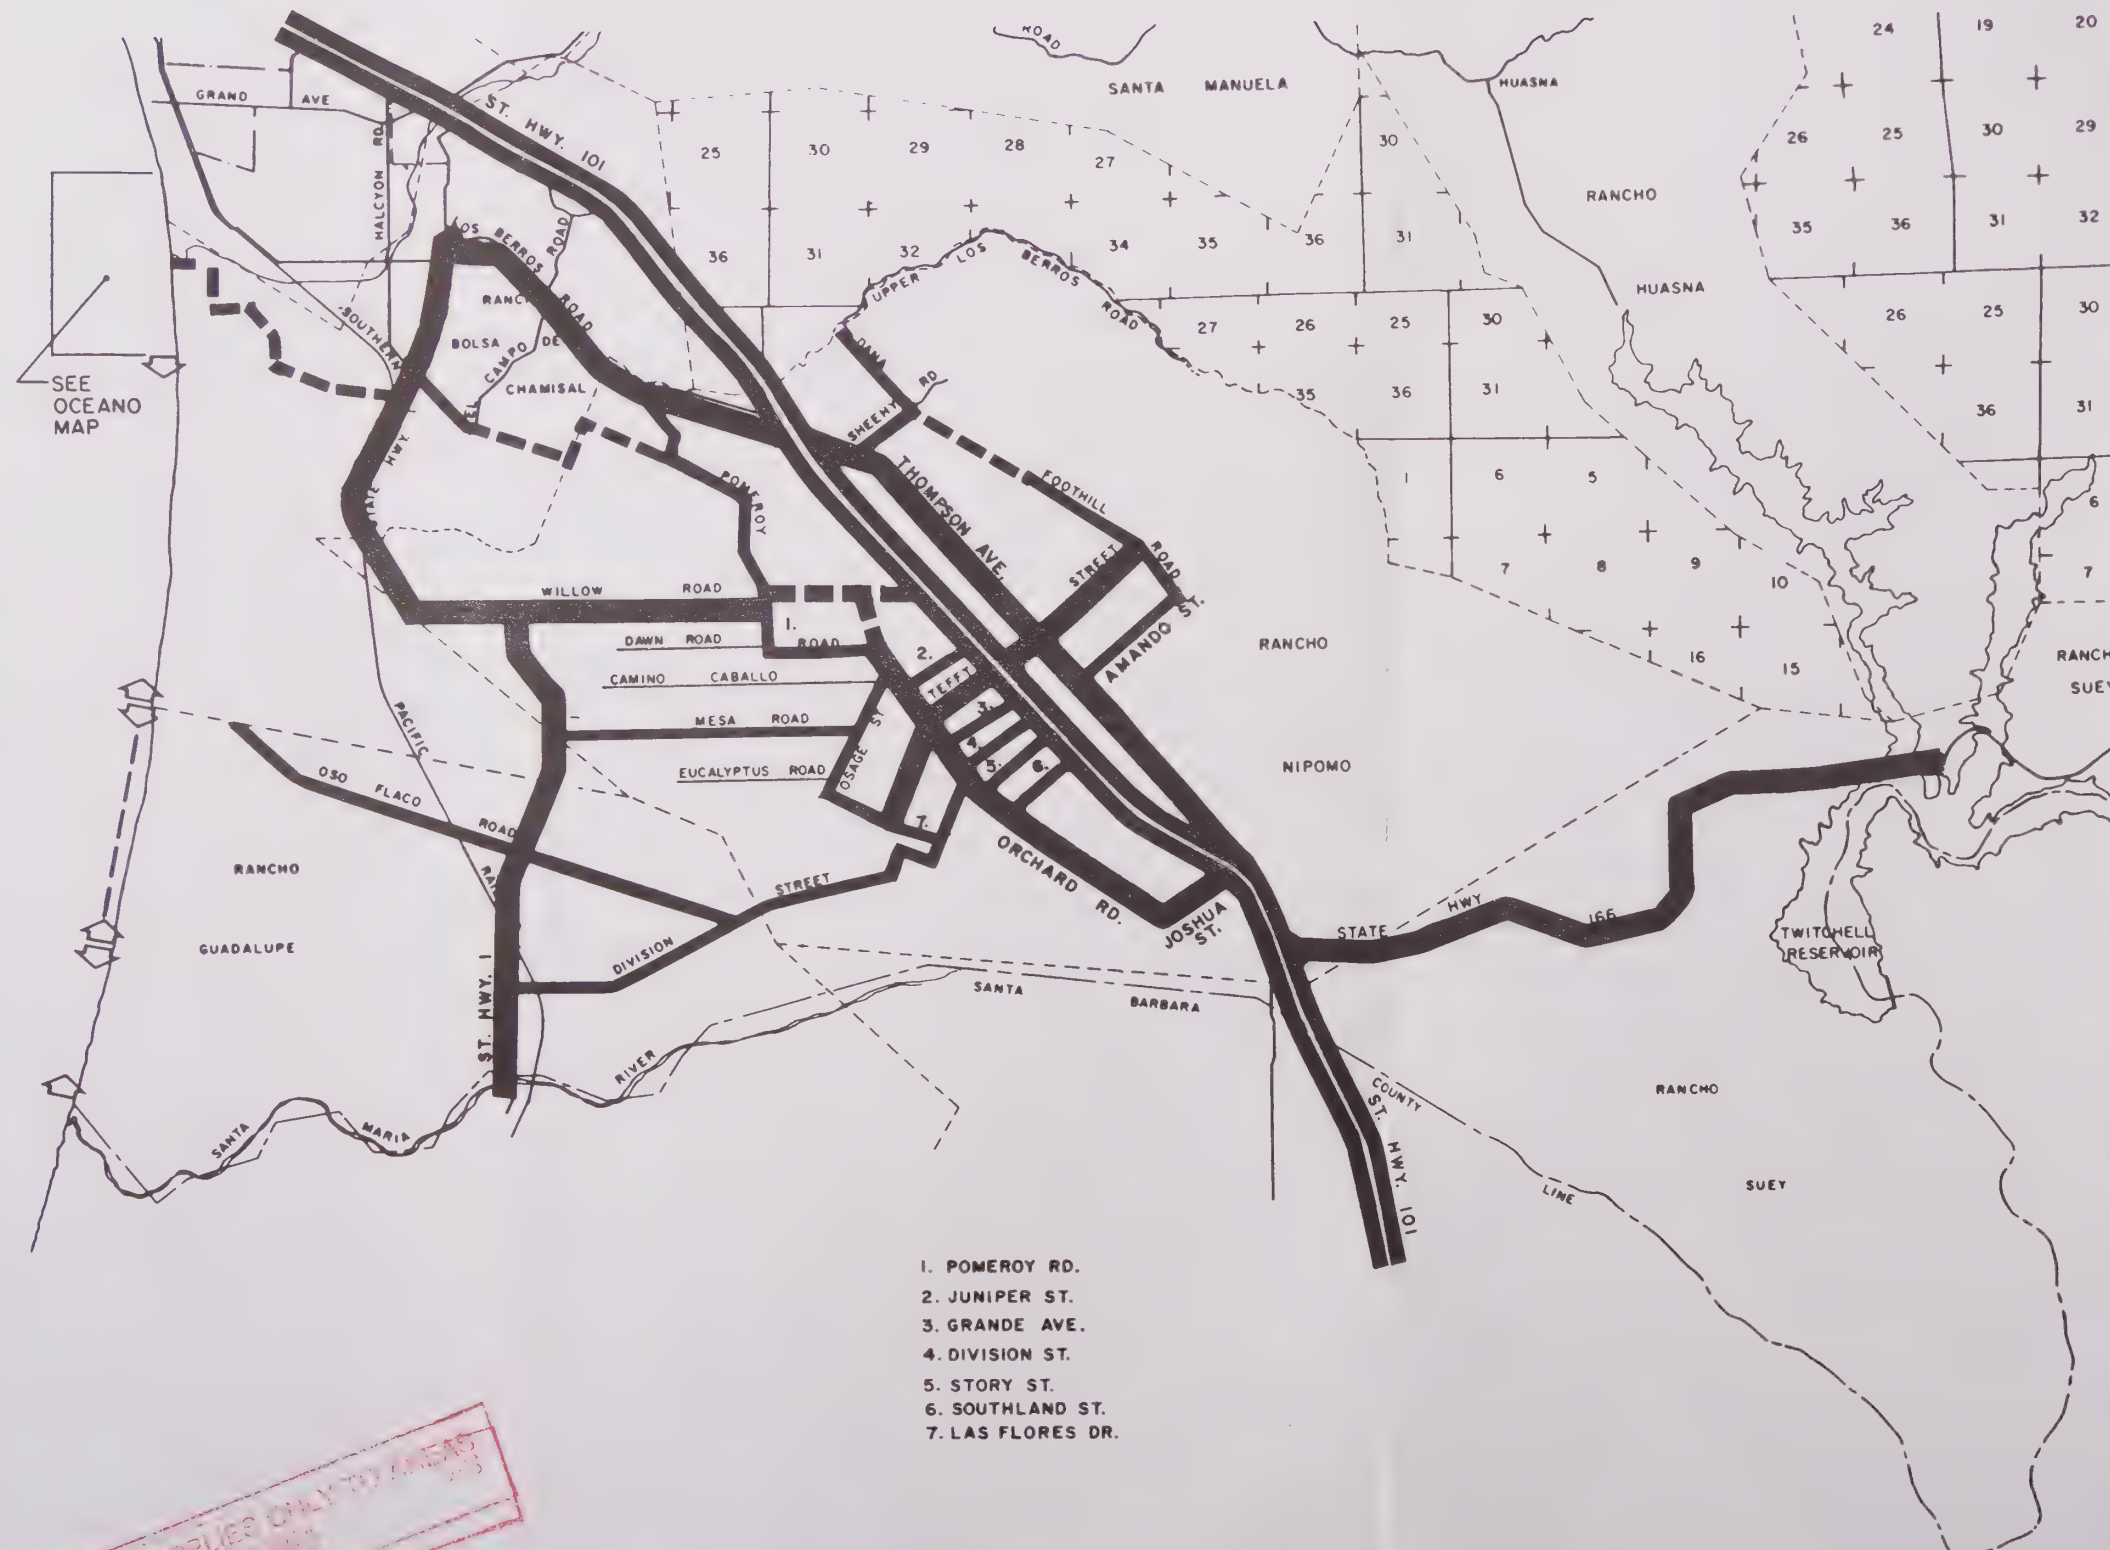 ROAD
24 19 20
SANTA MANUELA
HUASNA
GRAND AVE
ST. HWY. 101
HALCYON RD.
25 30 29 28 27
30
26 25 30 29
RANCHO
35 36 31 32
LOS BERROS ROAD
ROAD
36 31 32 34 35 36 31
UPPER LOS BERROS ROAD
HUASNA
26 25 30
BOLSA DE
CHAMISAL
EL CAMPO
SOUTHERN
27 26 25 30
DANA
SHEEHY RD
SEE
OCEANO
MAP
35 36 31
36 31
STATE HWY.
POMEROY
THOMPSON AVE.
FOOTHILL ROAD
1 6 5
6
7 8 9 10
7
WILLOW ROAD
STREET
AMANDO ST.
1.
DAWN ROAD
ROAD
2.
RANCHO
16 15
SUEY
CAMINO CABALLO
TEFFT
3.
PACIFIC
MESA ROAD
OSAGE ST
4.
5.
6.
EUCALYPTUS ROAD
NIPOMO
OSO FLACO ROAD
7.
RANCHO
GUADALUPE
ORCHARD RD.
JOSHUA
ST.
STREET
DIVISION
STATE HWY 166
TWITCHELL
RESERVOIR
ST. HWY. 1
SANTA BARBARA
COUNTY LINE
RIVER
SANTA MARIA
RANCHO
SUEY
ST. HWY. 101
1. POMEROY RD.
2. JUNIPER ST.
3. GRANDE AVE.
4. DIVISION ST.
5. STORY ST.
6. SOUTHLAND ST.
7. LAS FLORES DR.
ONLY TO AREAS